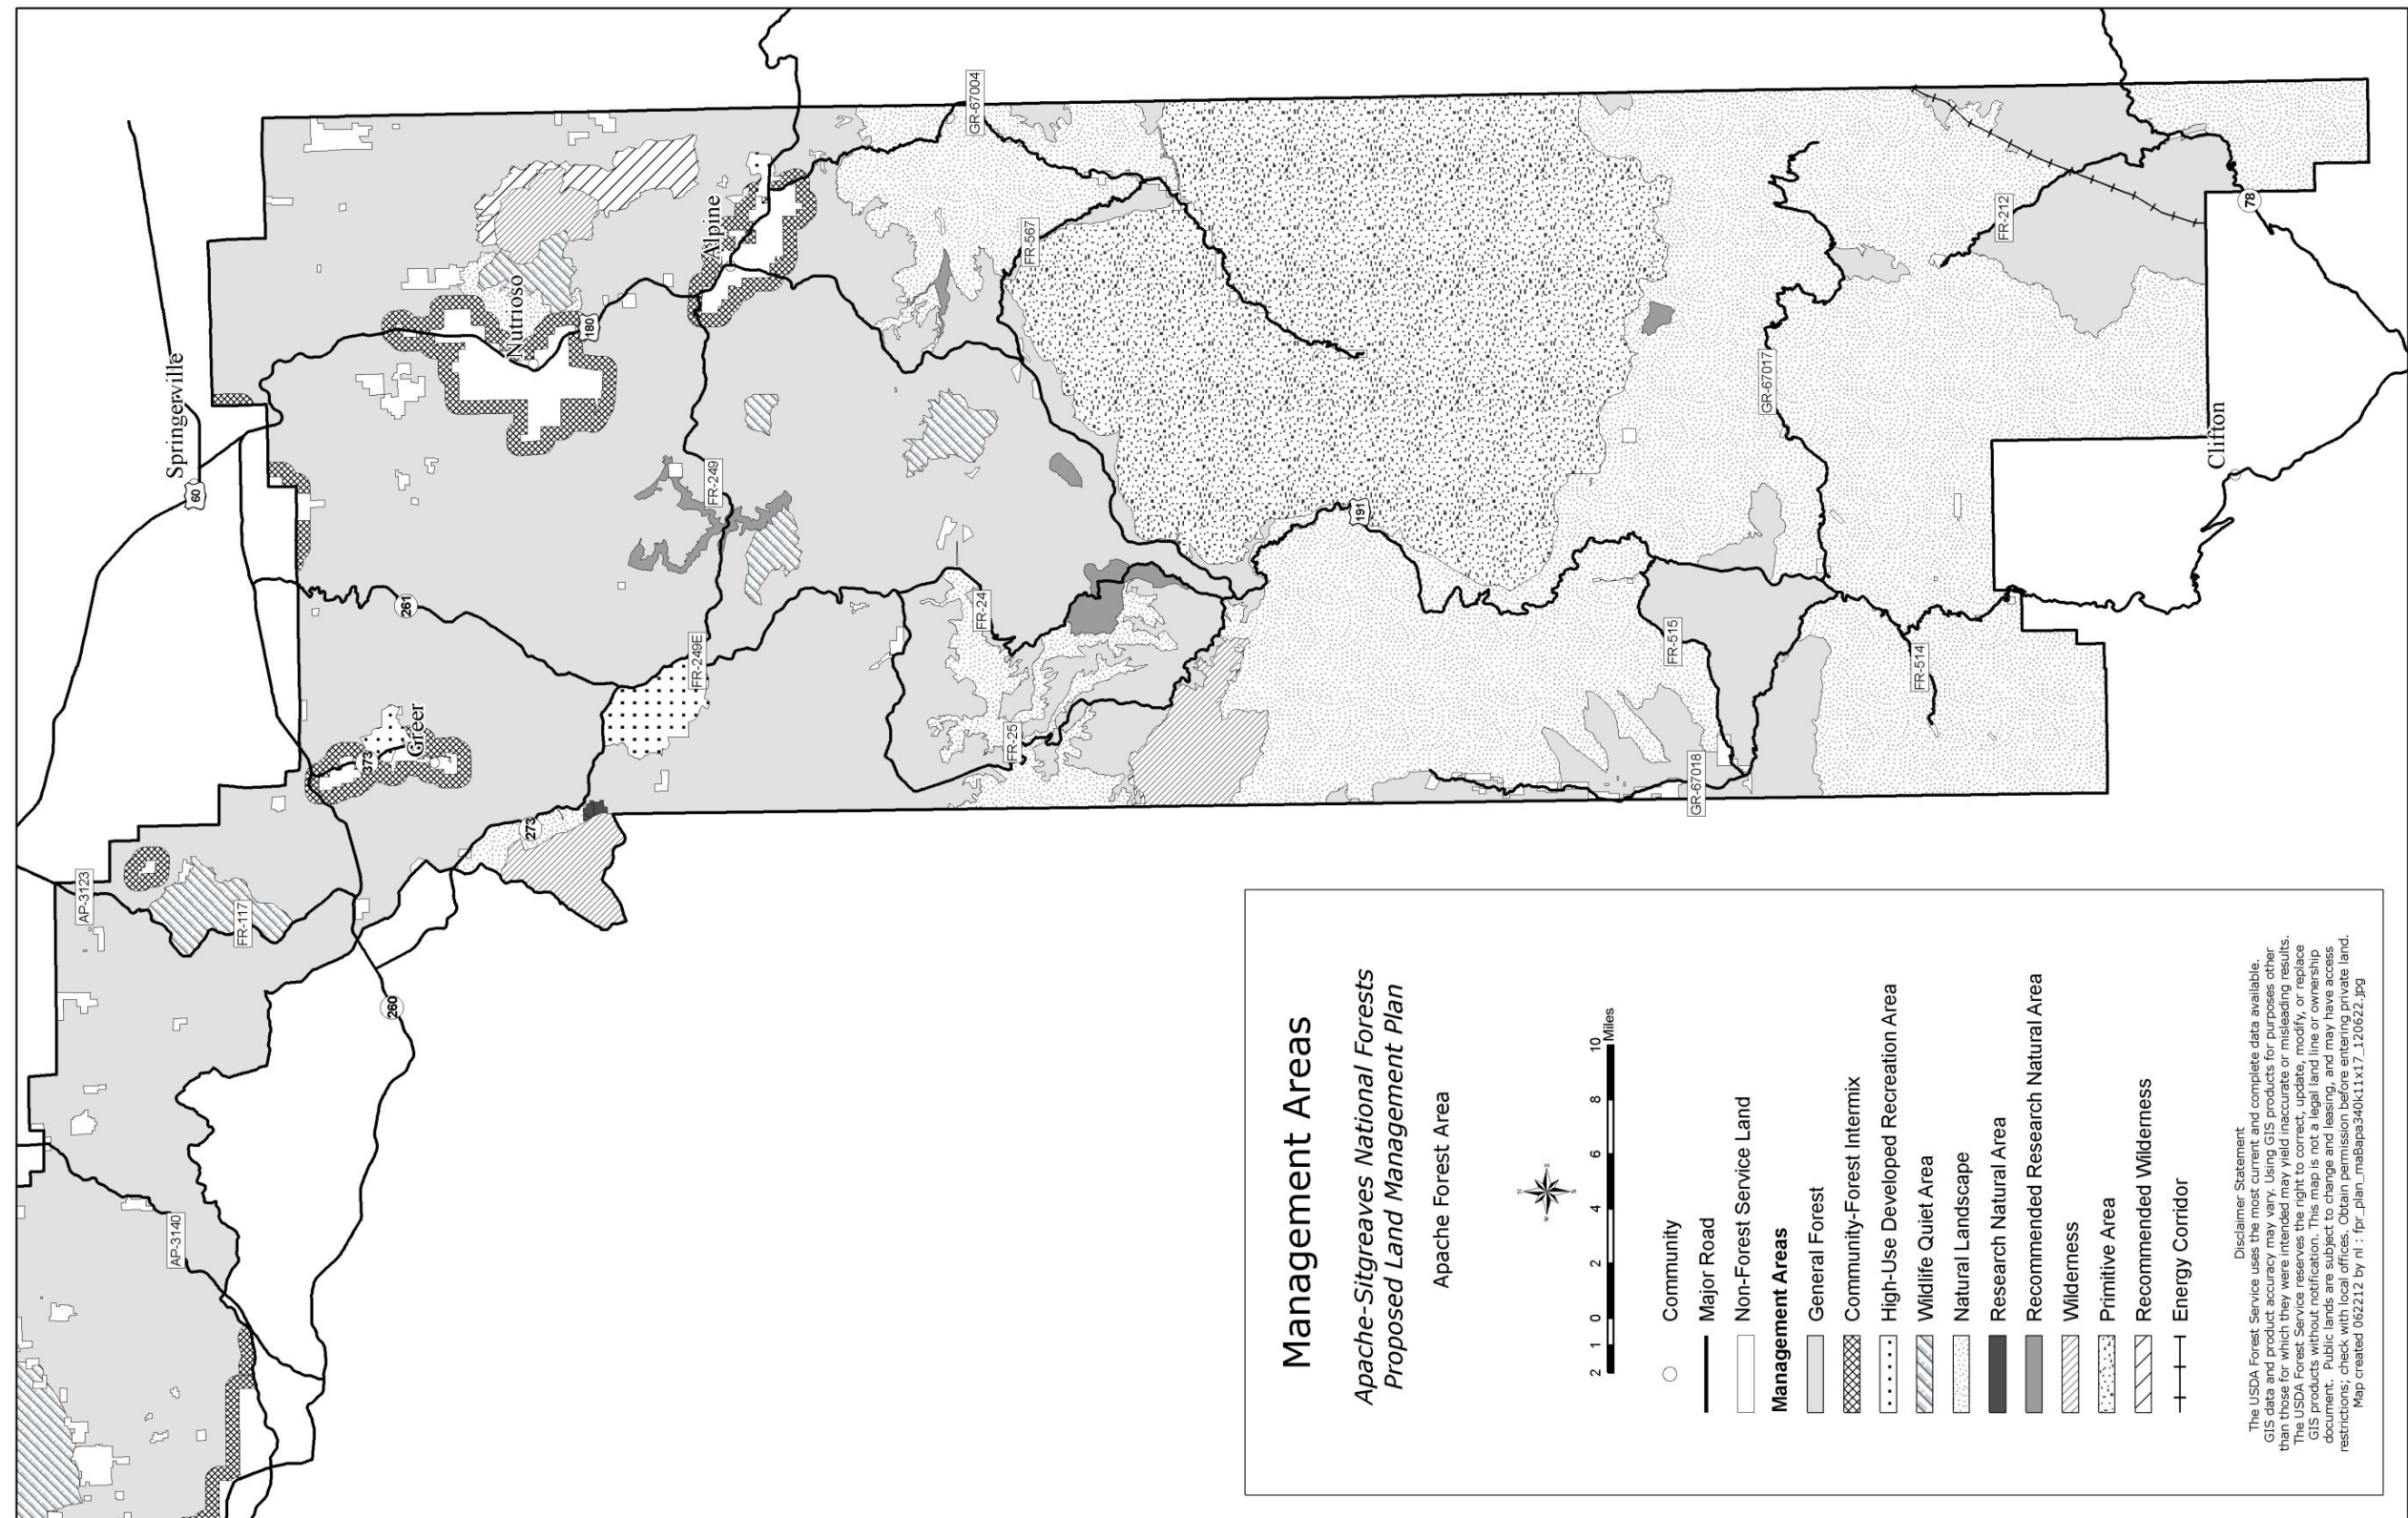 Management Areas
Apache-Sitgreaves National Forests
Proposed Land Management Plan
Apache Forest Area
N
W
E
S
2 1 0 2 4 6 8 10
Miles
Community
Major Road
Non-Forest Service Land
Management Areas
General Forest
Community-Forest Intermix
High-Use Developed Recreation Area
Wildlife Quiet Area
Natural Landscape
Research Natural Area
Recommended Research Natural Area
Wilderness
Primitive Area
Recommended Wilderness
Energy Corridor
Disclaimer Statement
The USDA Forest Service uses the most current and complete data available.
GIS data and product accuracy may vary. Using GIS products for purposes other
than those for which they were intended may yield inaccurate or misleading results.
The USDA Forest Service reserves the right to correct, update, modify, or replace
GIS products without notification. This map is not a legal land line or ownership
document. Public lands are subject to change and leasing, and may have access
restrictions; check with local offices. Obtain permission before entering private land.
Map created 062212 by nl : fpr_plan_ma8apa340k11x17_120622.jpg
AP-3140
AP-3123
FR-117
260
273
373
Greer
261
60
Springerville
Nutrioso
180
Alpine
FR-249
FR-249E
GR-67004
FR-567
FR-24
FR-25
191
FR-515
GR-67018
GR-67017
FR-514
FR-212
78
Clifton